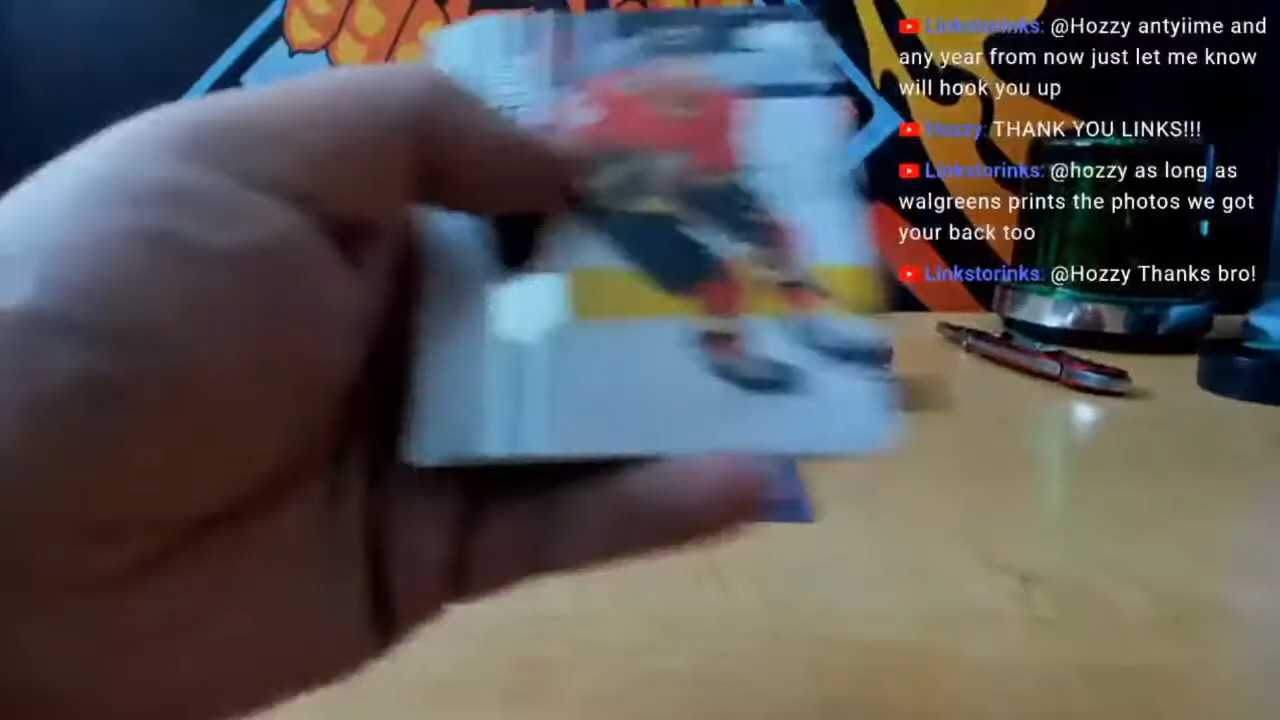 Linkstorinks: @Hozzy antyiime and
any year from now just let me know
will hook you up
Hozzy: THANK YOU LINKS!!!
Linkstorinks: @hozzy as long as
walgreens prints the photos we got
your back too
Linkstorinks: @Hozzy Thanks bro!